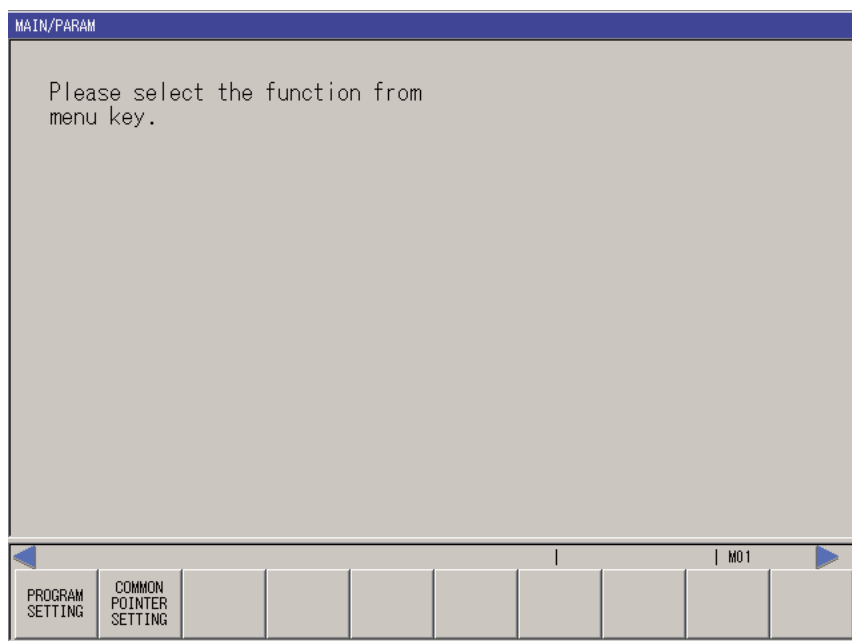 MAIN/PARAM
Please select the function from
menu key.
| | M01
PROGRAM
SETTING
COMMON
POINTER
SETTING